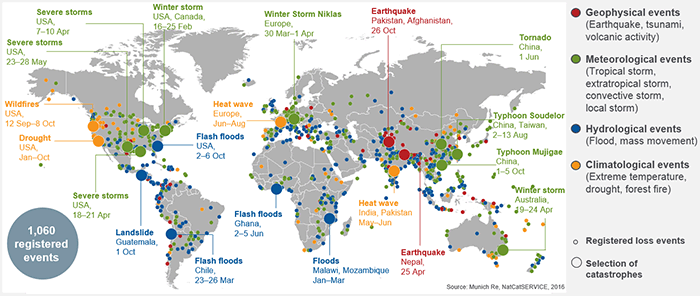 Severe storms
USA,
7–10 Apr
Winter storm
USA, Canada,
16–25 Feb
Winter Storm Niklas
Europe,
30 Mar–1 Apr
Earthquake
Pakistan, Afghanistan,
26 Oct
Tornado
China,
1 Jun
Severe storms
USA,
23–28 May
Wildfires
USA,
12 Sep–8 Oct
Drought
USA,
Jan–Oct
Heat wave
Europe,
Jun–Aug
Flash floods
USA,
2–6 Oct
Typhoon Soudelor
China, Taiwan,
2–13 Aug
Typhoon Mujigae
China,
1–5 Oct
Severe storms
USA,
18–21 Apr
Landslide
Guatemala,
1 Oct
Flash floods
Ghana,
2–5 Jun
Heat wave
India, Pakistan
May–Jun
Winter storm
Australia,
19–24 Apr
Flash floods
Chile,
23–26 Mar
Floods
Malawi, Mozambique
Jan–Mar
Earthquake
Nepal,
25 Apr
1,060
registered
events
Source: Munich Re, NatCatSERVICE, 2016
Geophysical events
(Earthquake, tsunami,
volcanic activity)
Meteorological events
(Tropical storm,
extratropical storm,
convective storm,
local storm)
Hydrological events
(Flood, mass movement)
Climatological events
(Extreme temperature,
drought, forest fire)
Registered loss events
Selection of
catastrophes